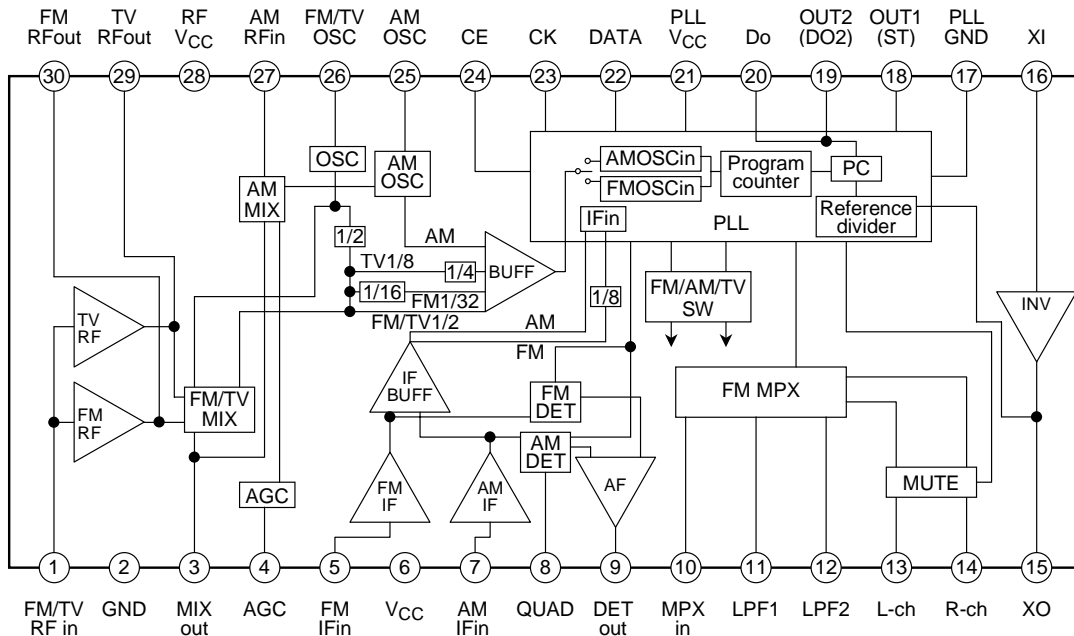 FM RFout
TV RFout
RF VCC
AM RFin
FM/TV OSC
AM OSC
CE
CK
DATA
PLL VCC
Do
OUT2 (DO2)
OUT1 (ST)
PLL GND
XI
30
29
28
27
26
25
24
23
22
21
20
19
18
17
16
OSC
AM OSC
AM MIX
1/2
AMOSCin
FMOSCin
Program counter
PC
Reference divider
IFin
PLL
AM
TV1/8
1/4
BUFF
1/16
FM1/32
FM/TV1/2
1/8
FM/AM/TV SW
INV
AM
FM
TV RF
FM RF
FM/TV MIX
IF BUFF
FM DET
FM MPX
AM DET
AGC
FM IF
AM IF
AF
MUTE
1
2
3
4
5
6
7
8
9
10
11
12
13
14
15
FM/TV RF in
GND
MIX out
AGC
FM IFin
VCC
AM IFin
QUAD
DET out
MPX in
LPF1
LPF2
L-ch
R-ch
XO